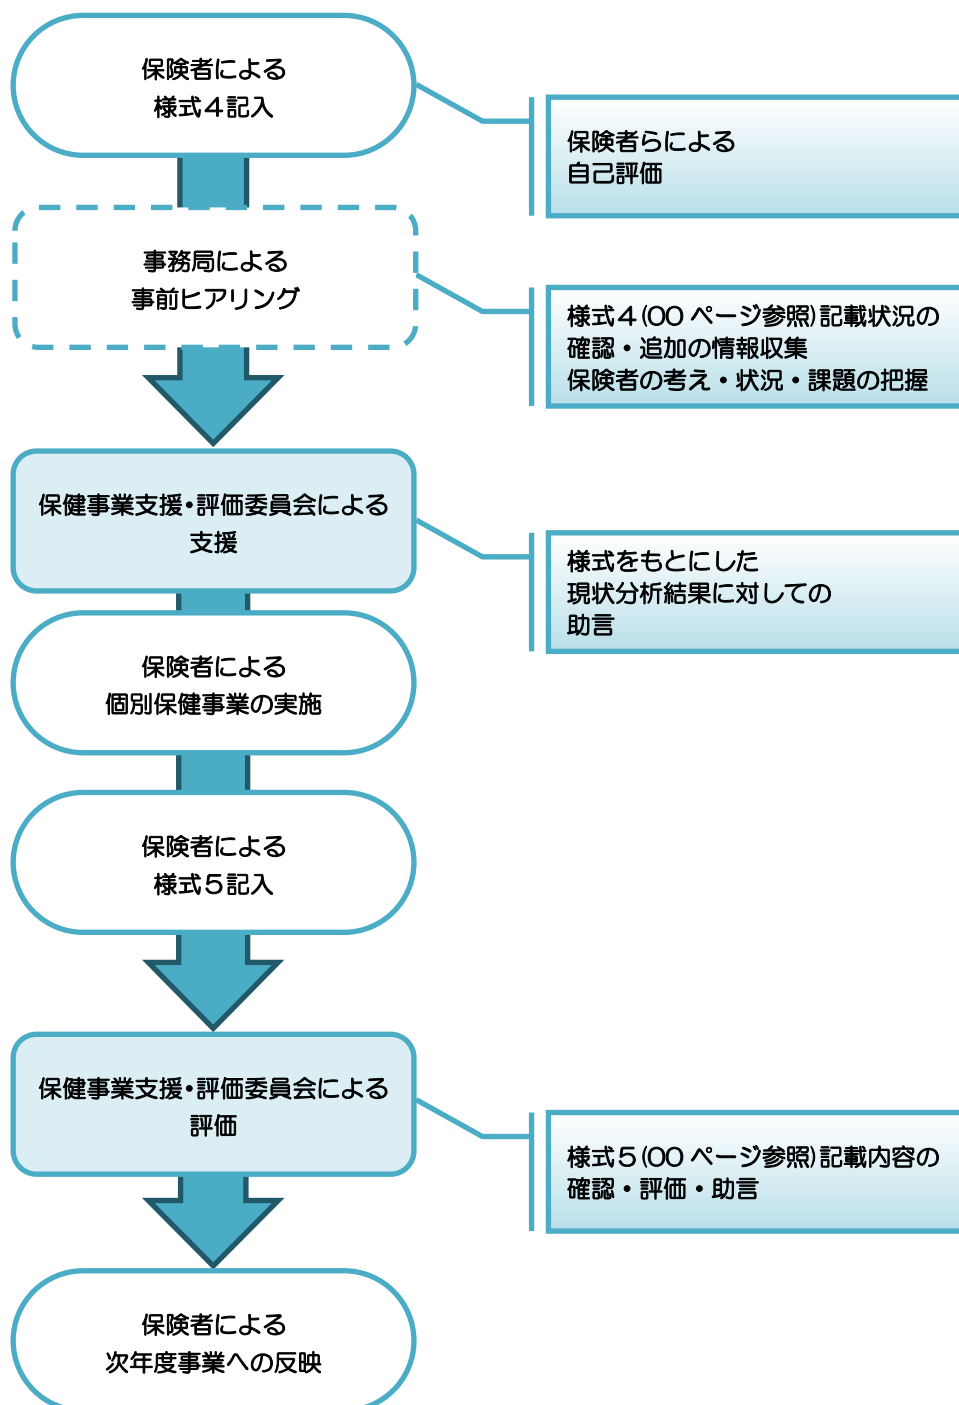 保険者による
様式４記入
保険者らによる
自己評価
事務局による
事前ヒアリング
様式４(〇〇 ページ参照)記載状況の
確認・追加の情報収集
保険者の考え・状況・課題の把握
保健事業支援・評価委員会による
支援
様式をもとにした
現状分析結果に対しての
助言
保険者による
個別保健事業の実施
保険者による
様式５記入
保健事業支援・評価委員会による
評価
様式５(〇〇 ページ参照)記載内容の
確認・評価・助言
保険者による
次年度事業への反映